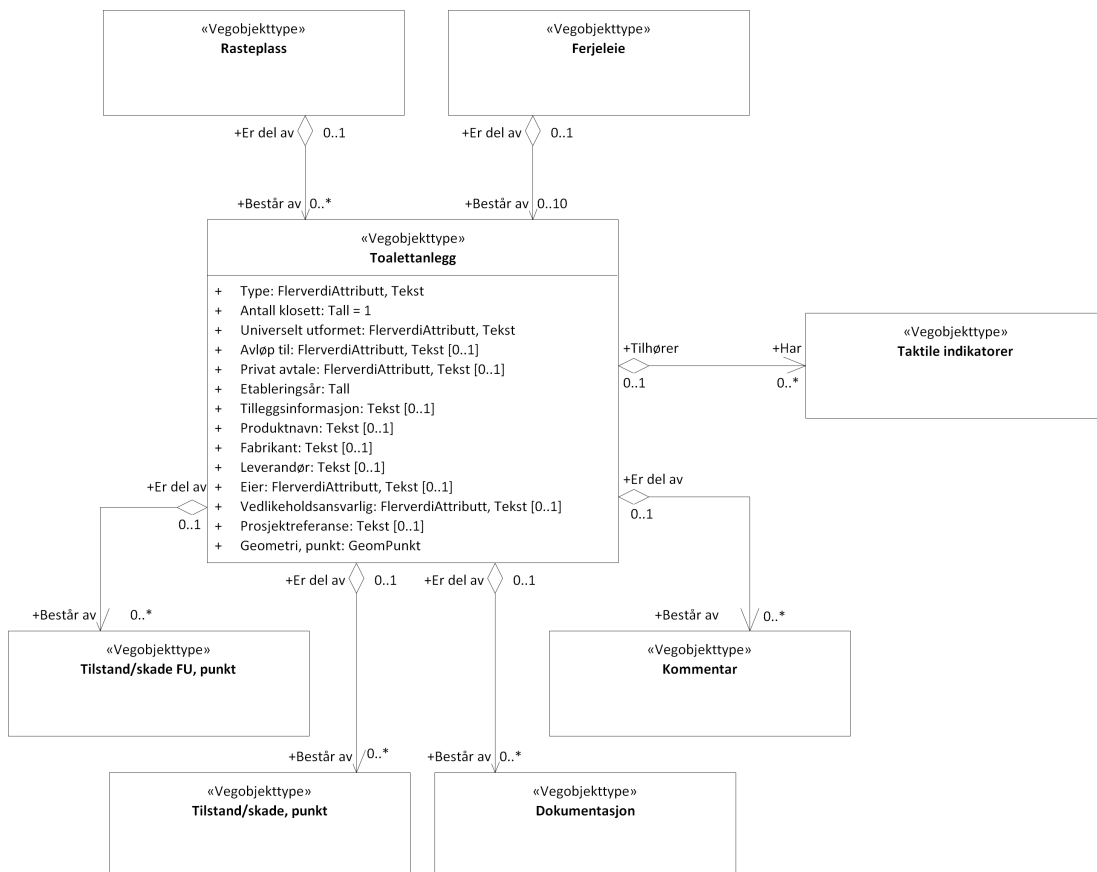 «Vegobjekttype»
Rasteplass
«Vegobjekttype»
Ferjeleie
+Er del av 0..1
+Er del av 0..1
+Består av 0..*
+Består av 0..10
«Vegobjekttype»
Toalettanlegg
+ Type: FlerverdiAttributt, Tekst
+ Antall klosett: Tall = 1
+ Universelt utformet: FlerverdiAttributt, Tekst
+ Avløp til: FlerverdiAttributt, Tekst [0..1]
+ Privat avtale: FlerverdiAttributt, Tekst [0..1]
+ Etableringsår: Tall
+ Tilleggsinformasjon: Tekst [0..1]
+ Produktnavn: Tekst [0..1]
+ Fabrikant: Tekst [0..1]
+ Leverandør: Tekst [0..1]
+ Eier: FlerverdiAttributt, Tekst [0..1]
+ Vedlikeholdsansvarlig: FlerverdiAttributt, Tekst [0..1]
+ Prosjektreferanse: Tekst [0..1]
+ Geometri, punkt: GeomPunkt
+Tilhører
0..1
+Har
0..*
«Vegobjekttype»
Taktile indikatorer
+Er del av
0..1
+Er del av
0..1
+Er del av 0..1
+Er del av 0..1
+Består av 0..*
+Består av 0..*
«Vegobjekttype»
Tilstand/skade FU, punkt
«Vegobjekttype»
Kommentar
+Består av 0..*
+Består av 0..*
«Vegobjekttype»
Tilstand/skade, punkt
«Vegobjekttype»
Dokumentasjon